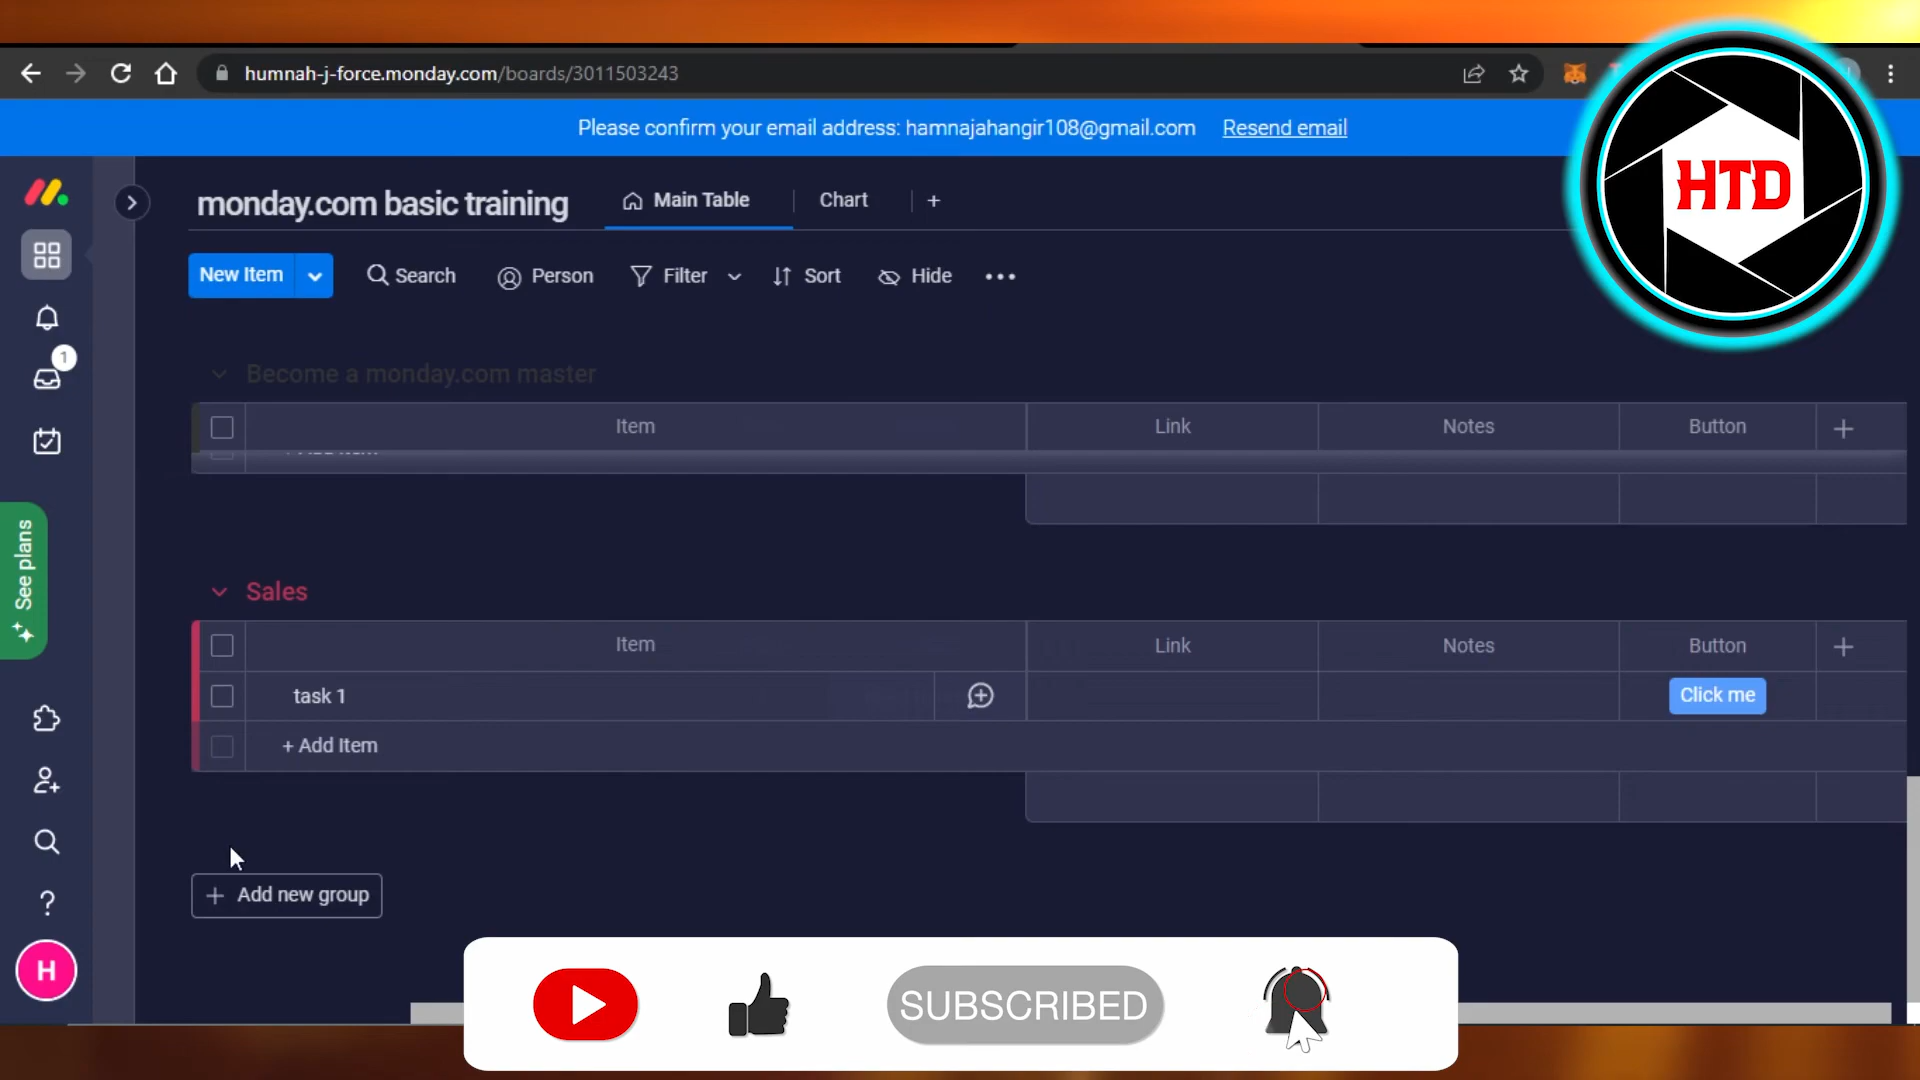 humnah-j-force.monday.com/boards/3011503243
Please confirm your email address: hamnajahangir108@gmail.com Resend email
HTD
monday.com basic training Main Table Chart +
New Item Search Person Filter Sort Hide
1
Become a monday.com master
Item Link Notes Button +
See plans
Sales
Item Link Notes Button +
task 1 Click me
+ Add Item
+ Add new group
?
H
SUBSCRIBED